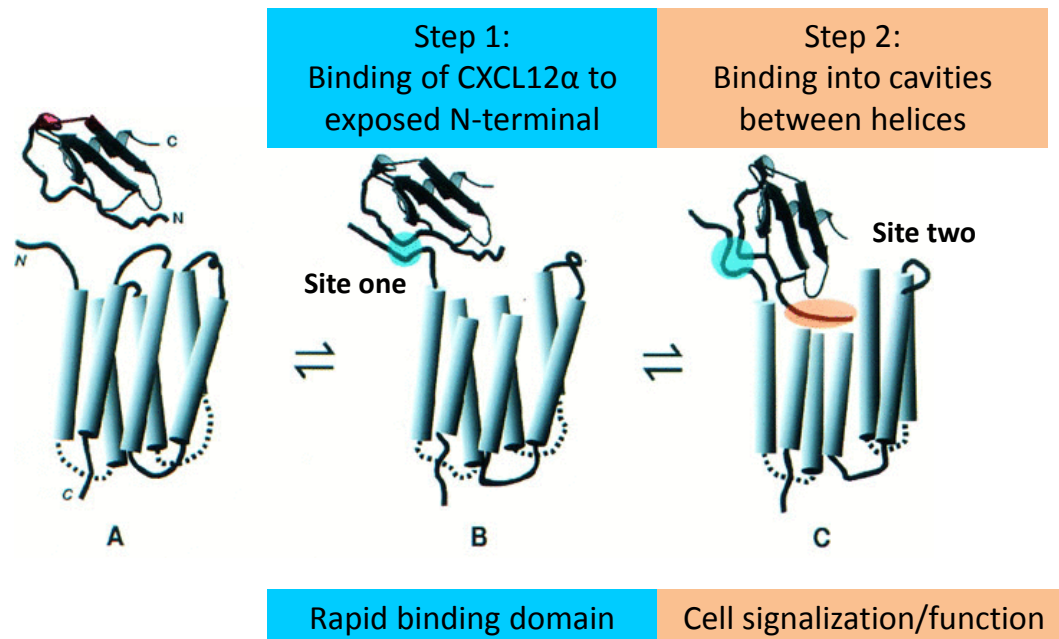 Step 1:
Binding of CXCL12α to
exposed N-terminal
Step 2:
Binding into cavities
between helices
C
N
N
Site one
Site two
C
A
B
C
Rapid binding domain
Cell signalization/function